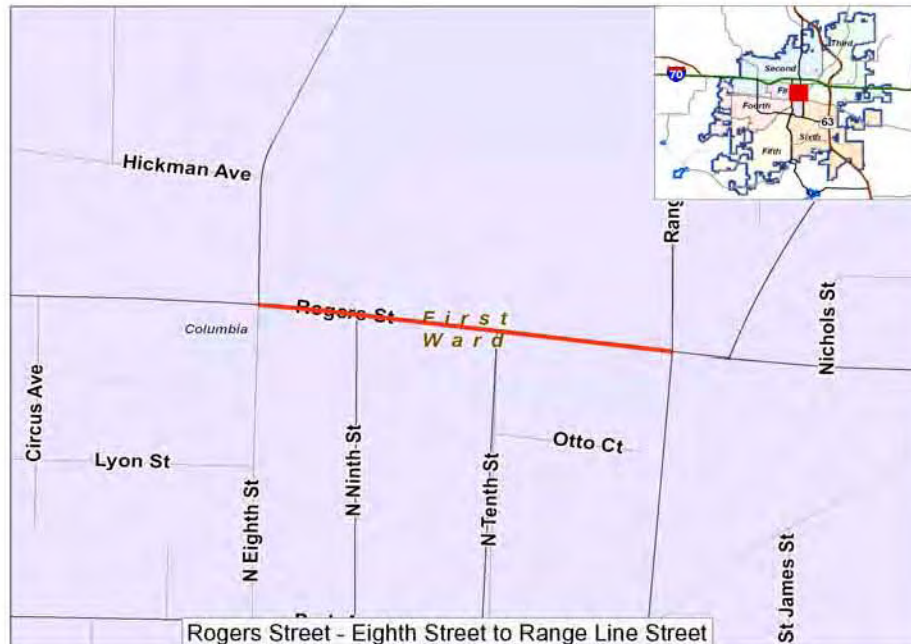 Third
Second
70
Fourth
63
Sixth
Fifth
Hickman Ave
Rang
Rogers St
First
Ward
Columbia
Nichols St
Circus Ave
Lyon St
Otto Ct
N Eighth St
N Ninth St
N Tenth St
St James St
Rogers Street - Eighth Street to Range Line Street